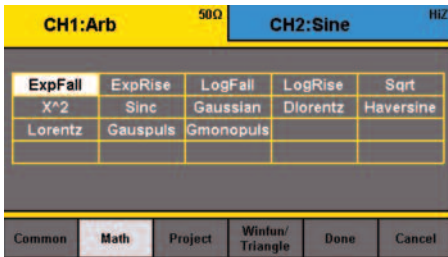 CH1:Arb 50Ω CH2:Sine HiZ
ExpFall ExpRise LogFall LogRise Sqrt
X^2 Sinc Gaussian Dlorentz Haversine
Lorentz Gauspuls Gmonopuls
Common Math Project Winfun/ Triangle Done Cancel